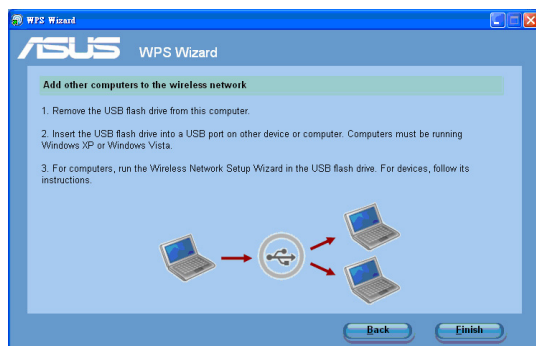 WPS Wizard
ASUS WPS Wizard
Add other computers to the wireless network
1. Remove the USB flash drive from this computer.
2. Insert the USB flash drive into a USB port on other device or computer. Computers must be running
Windows XP or Windows Vista.
3. For computers, run the Wireless Network Setup Wizard in the USB flash drive. For devices, follow its
instructions.
Back Finish